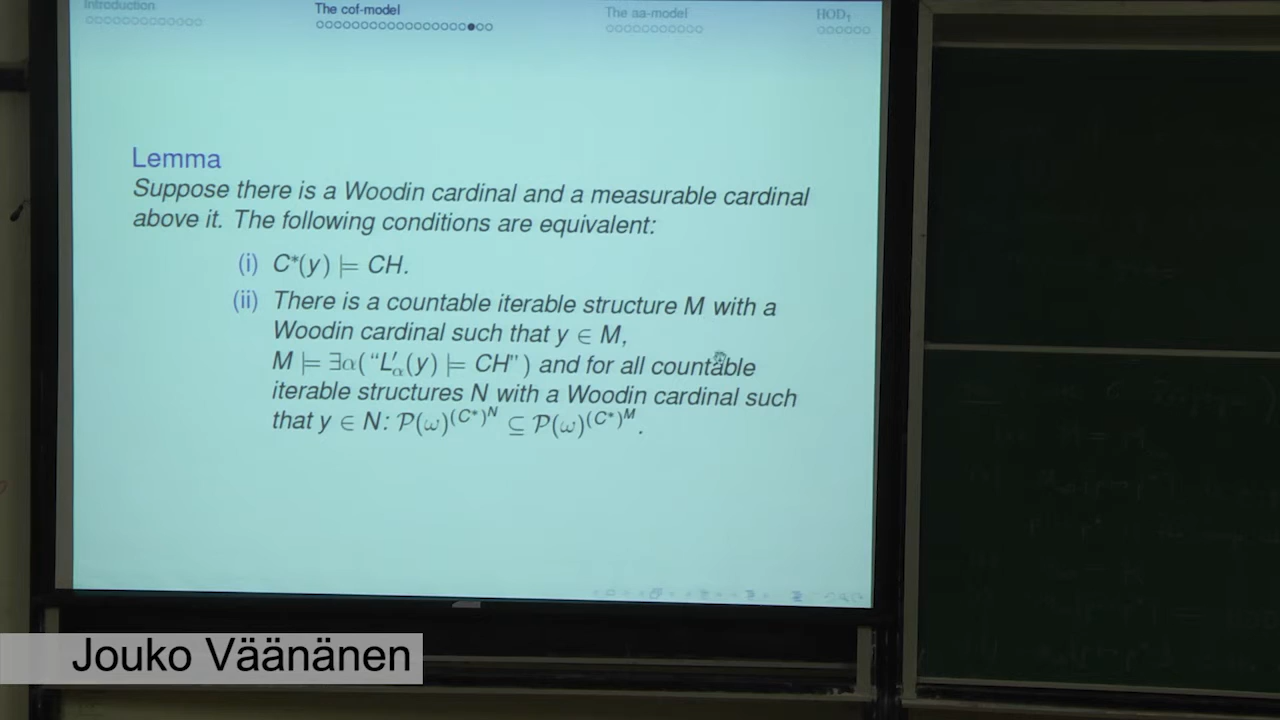 Introduction The cof-model The aa-model HOD₁
Lemma
Suppose there is a Woodin cardinal and a measurable cardinal
above it. The following conditions are equivalent:
(i) C*(y) ⊨ CH.
(ii) There is a countable iterable structure M with a
Woodin cardinal such that y ∈ M,
M ⊨ ∃α(“L′_α(y) ⊨ CH”) and for all countable
iterable structures N with a Woodin cardinal such
that y ∈ N: 𝒫(ω)^{(C*)^N} ⊆ 𝒫(ω)^{(C*)^M}.
Jouko Väänänen